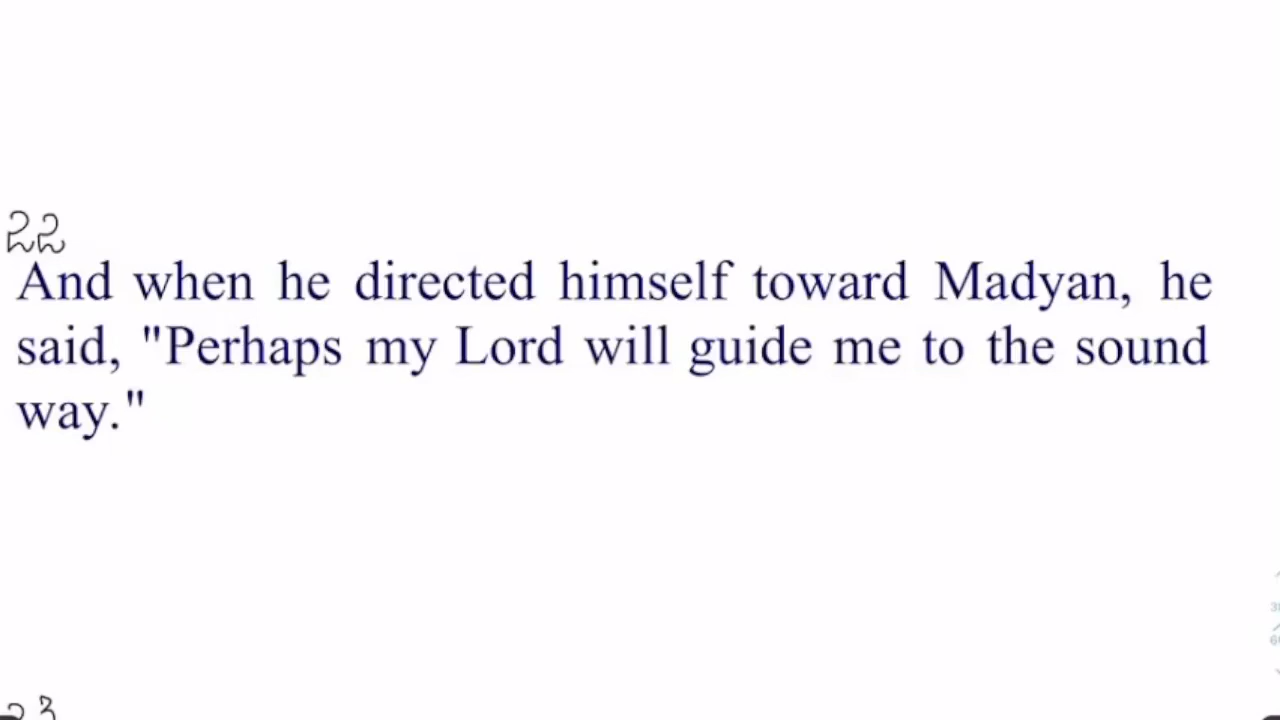 22
And when he directed himself toward Madyan, he
said, "Perhaps my Lord will guide me to the sound
way."
23